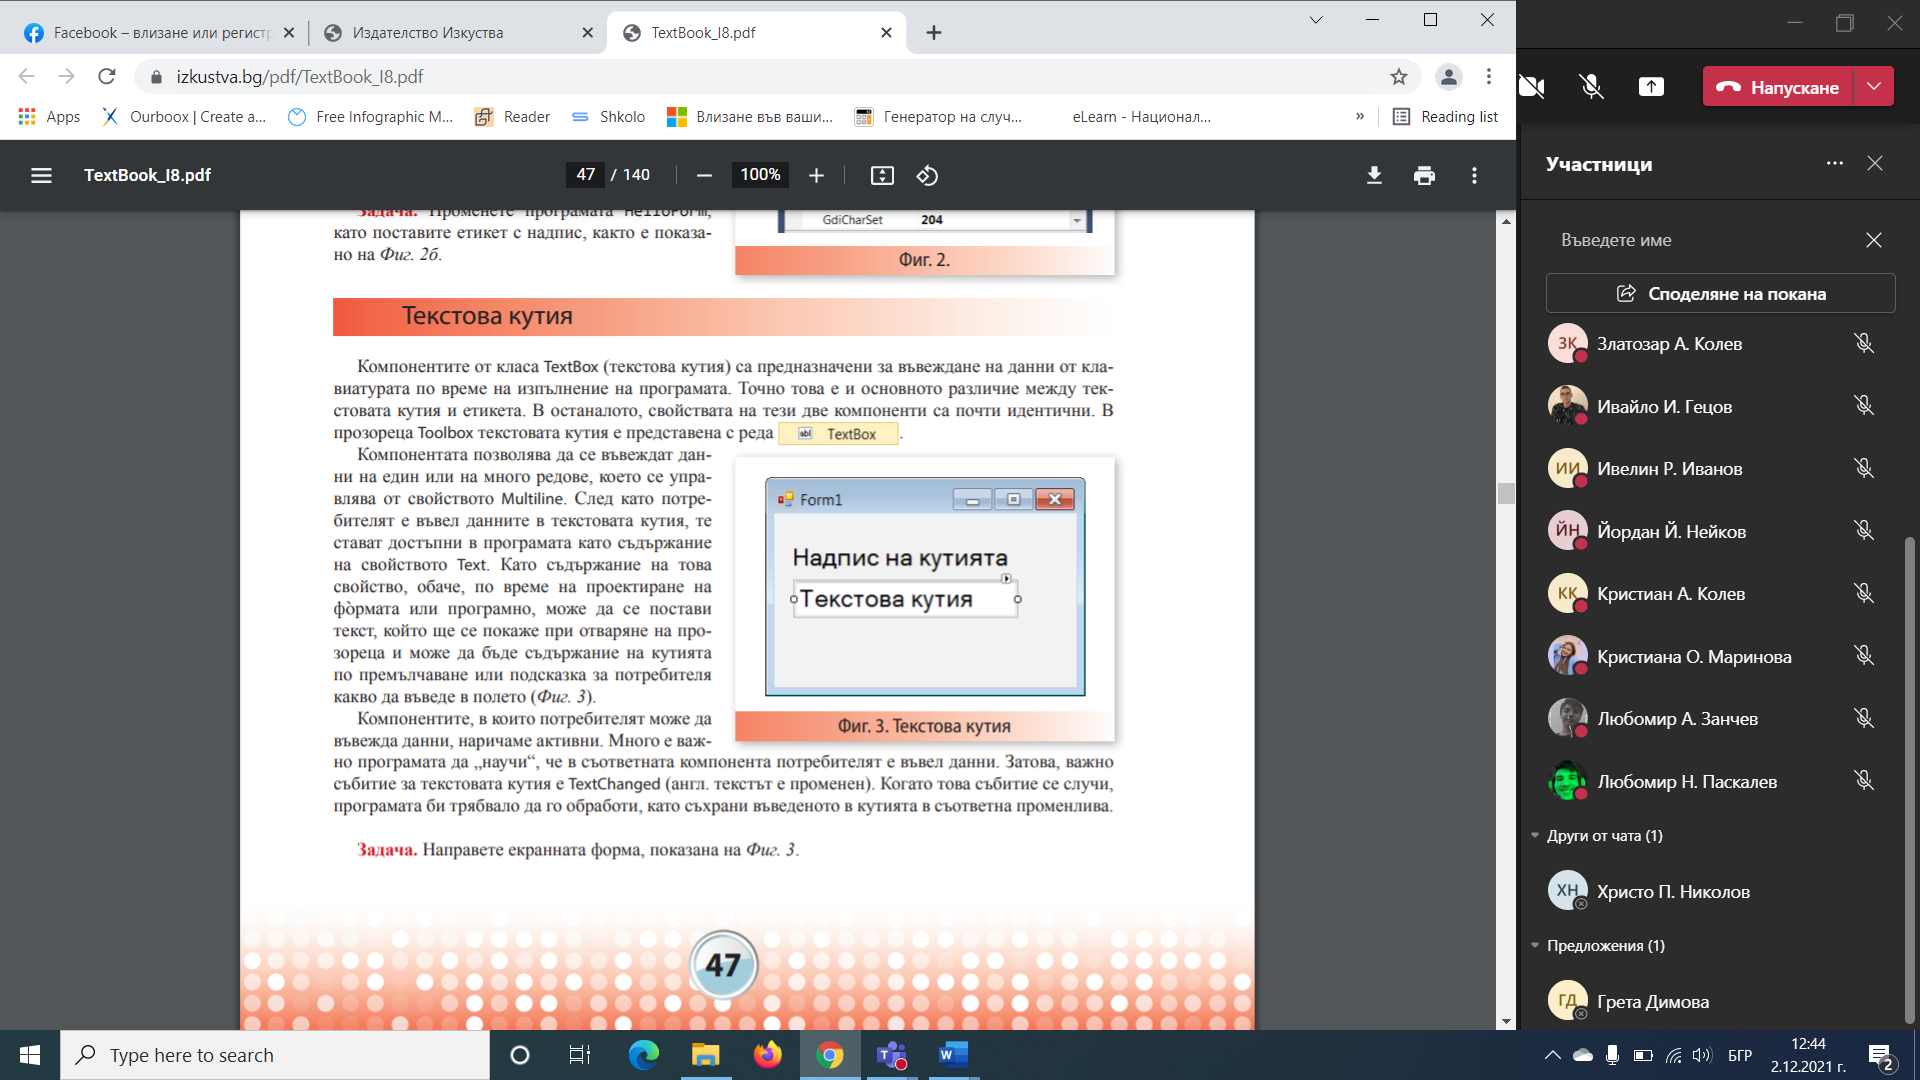 Facebook – влизане или регистр
Издателство Изкуства
TextBook_I8.pdf
izkustva.bg/pdf/TextBook_I8.pdf
Apps
Ourboox | Create a...
Free Infographic M...
Reader
Shkolo
Влизане във ваши...
Генератор на случ...
eLearn - Национал...
»
Reading list
TextBook_I8.pdf
47 / 140
100%
Задача. Променете програмата HelloForm,
като поставите етикет с надпис, както е показа-
но на Фиг. 2б.
GdiCharSet 204
Фиг. 2.
Текстова кутия
Компонентите от класа TextBox (текстова кутия) са предназначени за въвеждане на данни от кла-
виатурата по време на изпълнение на програмата. Точно това е и основното различие между тек-
стовата кутия и етикета. В останалото, свойствата на тези две компоненти са почти идентични. В
прозореца Toolbox текстовата кутия е представена с реда abl TextBox .
Компонентата позволява да се въвеждат дан-
ни на един или на много редове, което се упра-
влява от свойството Multiline. След като потре-
бителят е въвел данните в текстовата кутия, те
стават достъпни в програмата като съдържание
на свойството Text. Като съдържание на това
свойство, обаче, по време на проектиране на
фо̀рмата или програмно, може да се постави
текст, който ще се покаже при отваряне на про-
зореца и може да бъде съдържание на кутията
по премълчаване или подсказка за потребителя
какво да въведе в полето (Фиг. 3).
Form1
Надпис на кутията
Текстова кутия
Фиг. 3. Текстова кутия
Компонентите, в които потребителят може да
въвежда данни, наричаме активни. Много е важ-
но програмата да „научи“, че в съответната компонента потребителят е въвел данни. Затова, важно
събитие за текстовата кутия е TextChanged (англ. текстът е променен). Когато това събитие се случи,
програмата би трябвало да го обработи, като съхрани въведеното в кутията в съответна променлива.
Задача. Направете екранната форма, показана на Фиг. 3.
47
Напускане
Участници
Въведете име
Споделяне на покана
ЗК Златозар А. Колев
Ивайло И. Гецов
ИИ Ивелин Р. Иванов
ЙН Йордан Й. Нейков
КК Кристиан А. Колев
Кристиана О. Маринова
Любомир А. Занчев
Любомир Н. Паскалев
Други от чата (1)
ХН Христо П. Николов
Предложения (1)
ГД Грета Димова
Type here to search
БГР
12:44
2.12.2021 г.
2